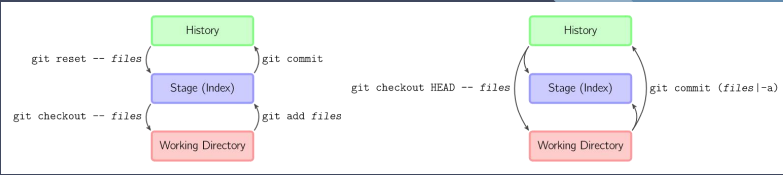 History
git reset -- files
git commit
Stage (Index)
git checkout -- files
git add files
Working Directory
History
git checkout HEAD -- files
Stage (Index)
git commit (files|-a)
Working Directory